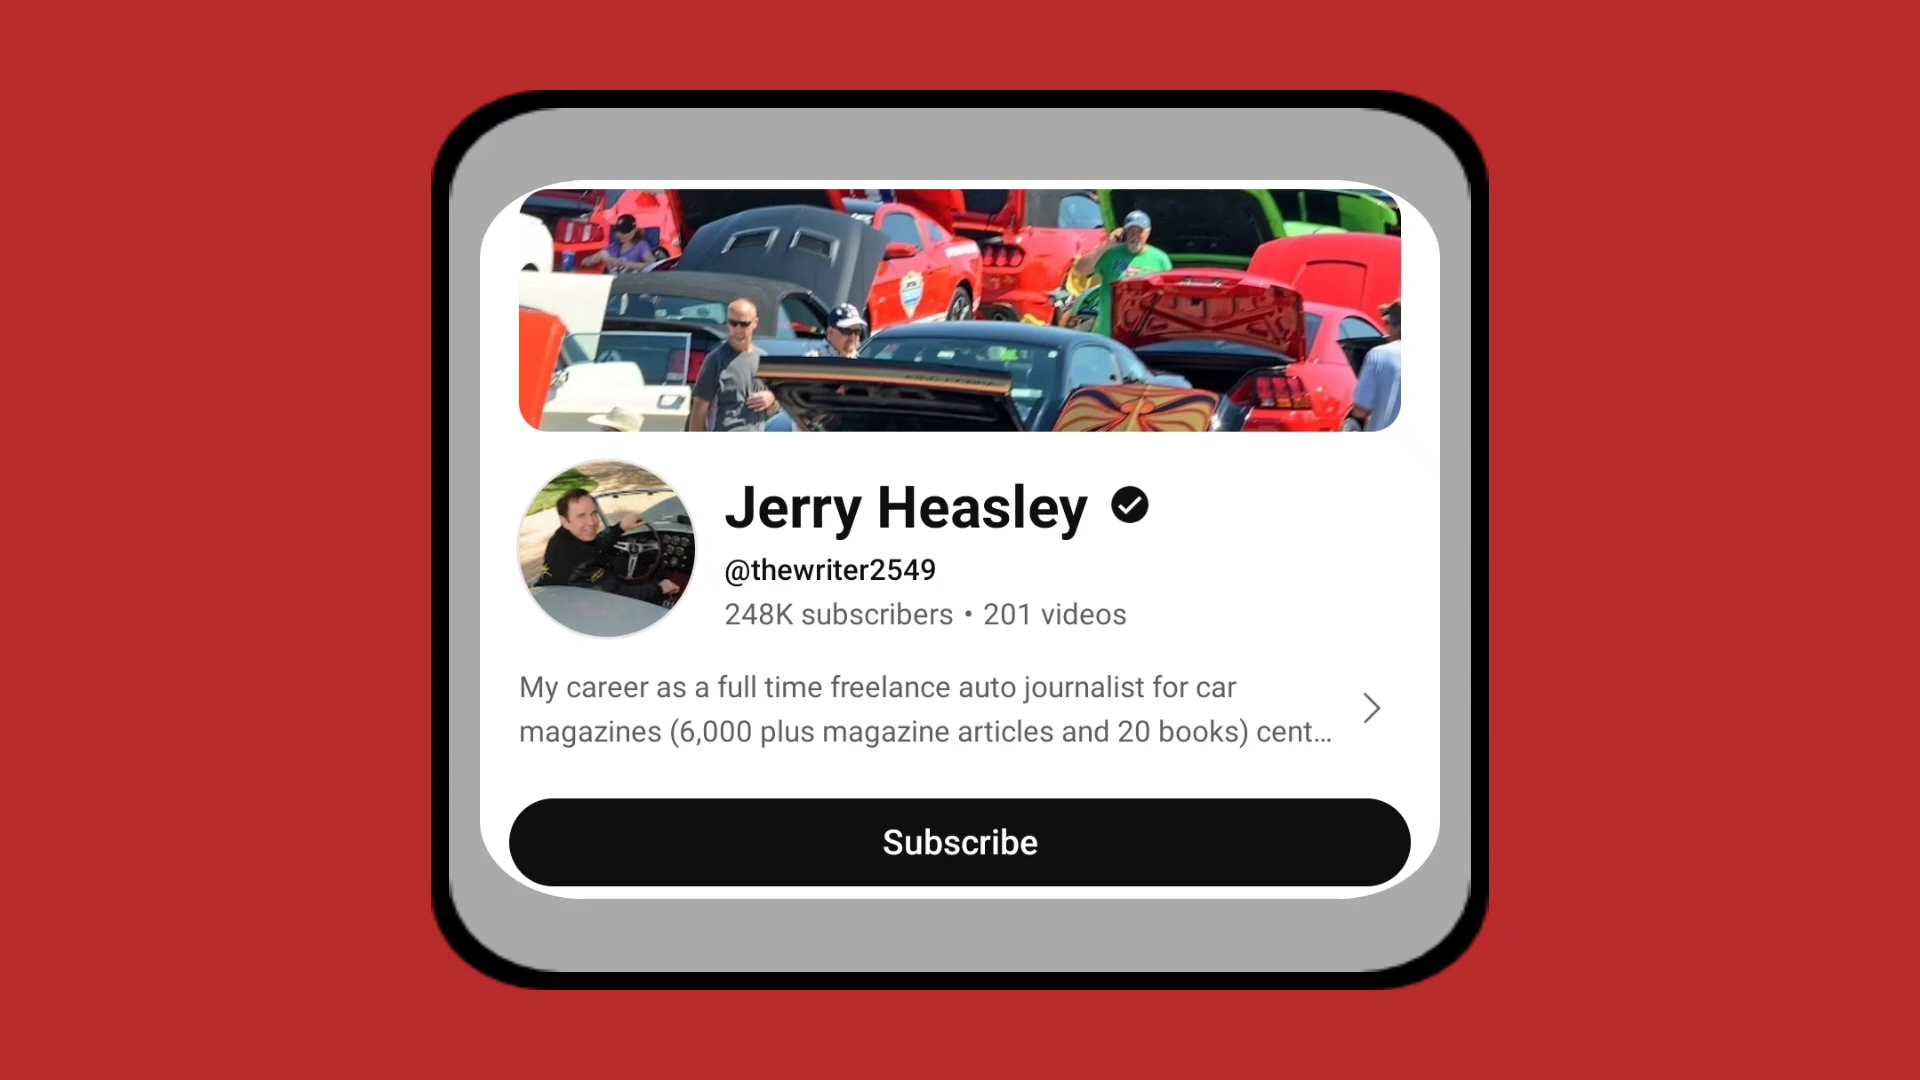 Jerry Heasley
@thewriter2549
248K subscribers • 201 videos
My career as a full time freelance auto journalist for car
magazines (6,000 plus magazine articles and 20 books) cent...
Subscribe